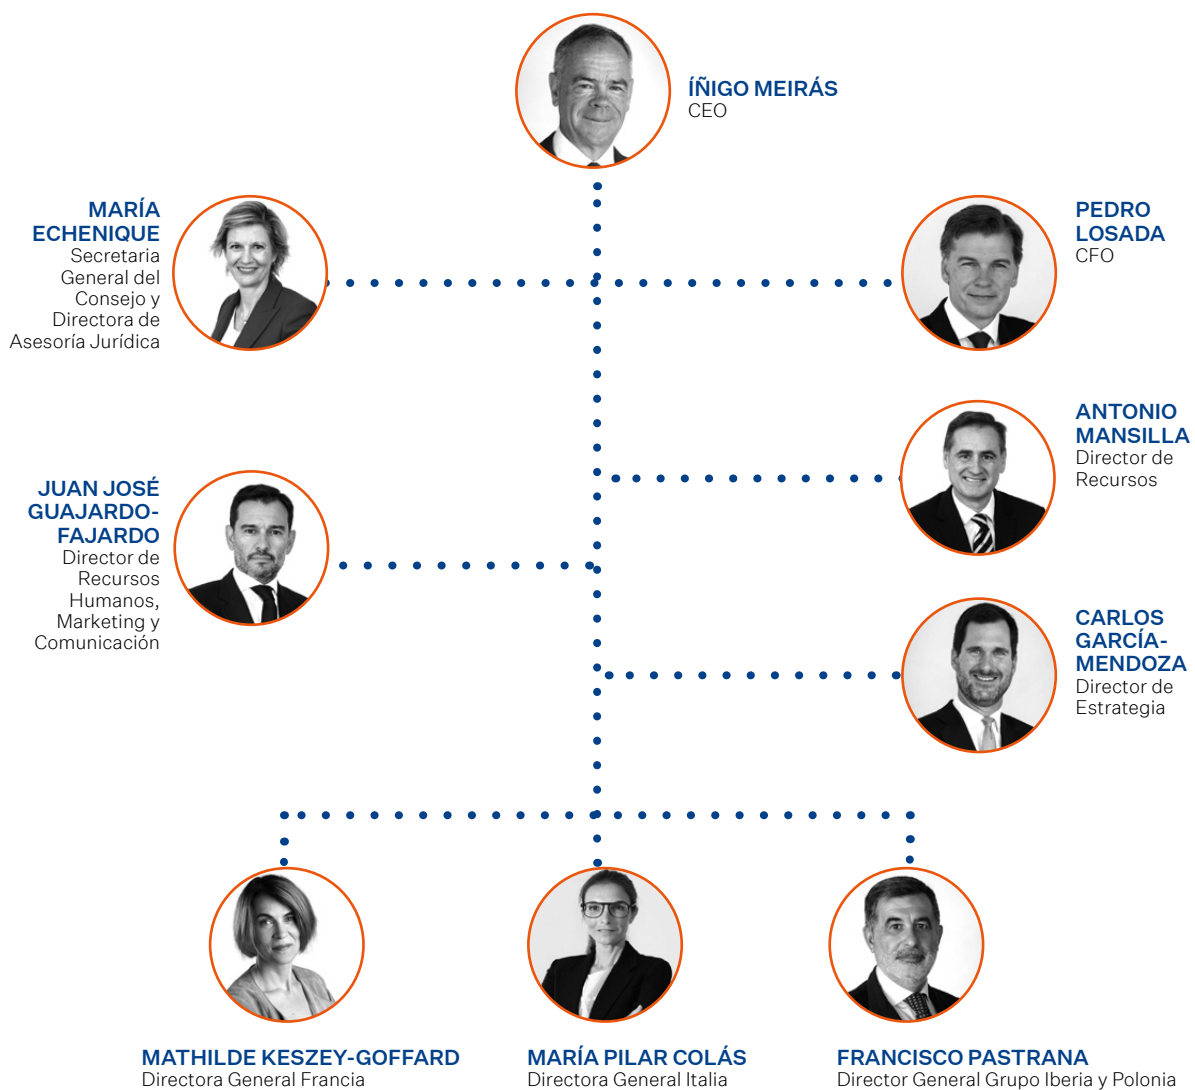 ÍÑIGO MEIRÁS
CEO
MARÍA
ECHENIQUE
Secretaria
General del
Consejo y
Directora de
Asesoría Jurídica
PEDRO
LOSADA
CFO
ANTONIO
MANSILLA
Director de
Recursos
JUAN JOSÉ
GUAJARDO-
FAJARDO
Director de
Recursos
Humanos,
Marketing y
Comunicación
CARLOS
GARCÍA-
MENDOZA
Director de
Estrategia
MATHILDE KESZEY-GOFFARD
Directora General Francia
MARÍA PILAR COLÁS
Directora General Italia
FRANCISCO PASTRANA
Director General Grupo Iberia y Polonia